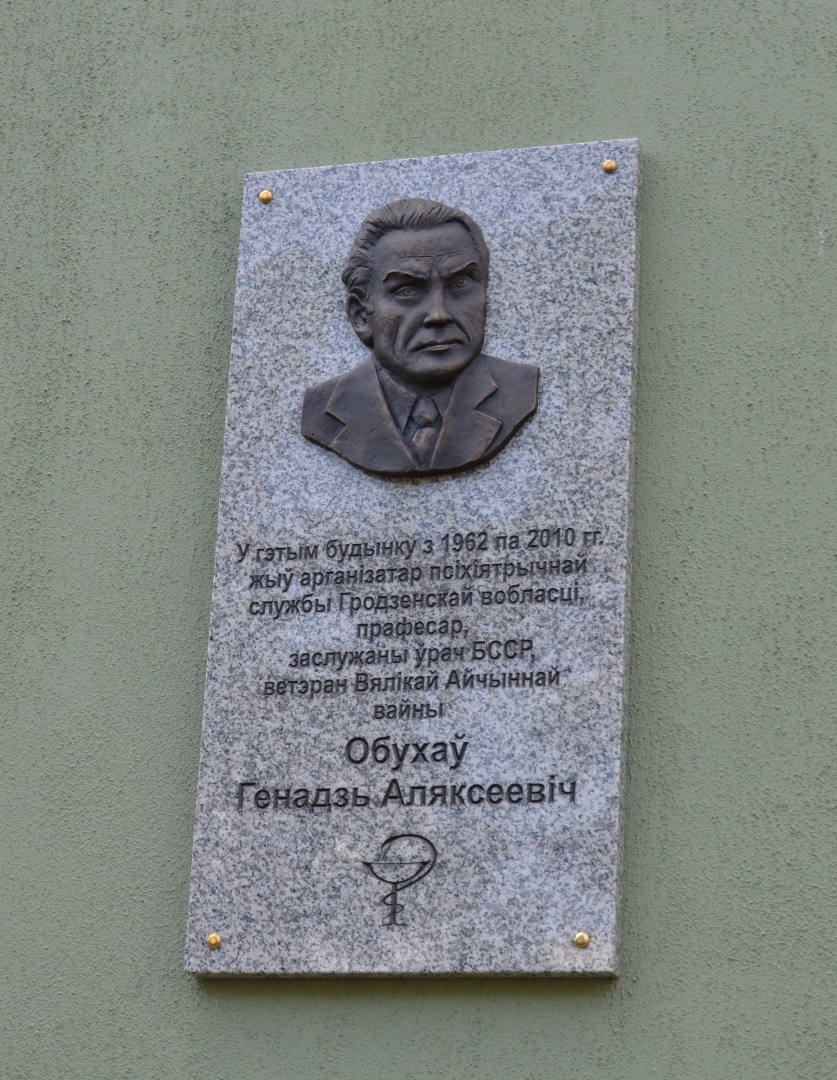 У гэтым будынку з 1962 па 2010 гг.
жыў арганізатар псіхіятрычнай
службы Гродзенскай вобласці,
прафесар,
заслужаны ўрач БССР,
ветэран Вялікай Айчыннай
вайны
Обухаў
Генадзь Аляксеевіч